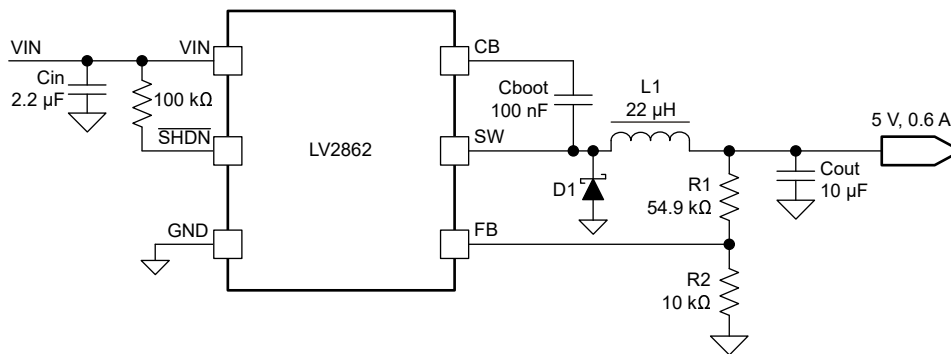 VIN
VIN
CB
Cin
2.2 µF
100 kΩ
Cboot
100 nF
L1
22 µH
SHDN
LV2862
SW
5 V, 0.6 A
D1
R1
54.9 kΩ
Cout
10 µF
GND
FB
R2
10 kΩ